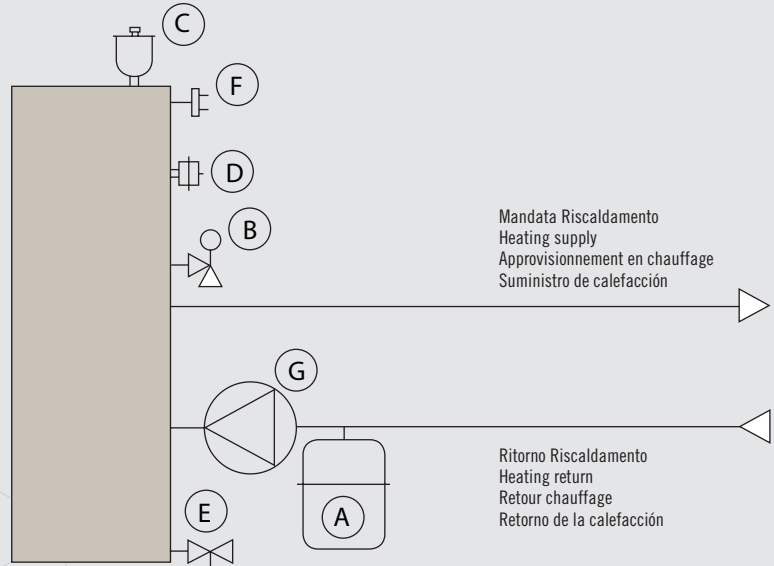 C
F
D
B
Mandata Riscaldamento
Heating supply
Approvisionnement en chauffage
Suministro de calefacción
G
Ritorno Riscaldamento
Heating return
Retour chauffage
Retorno de la calefacción
E
A